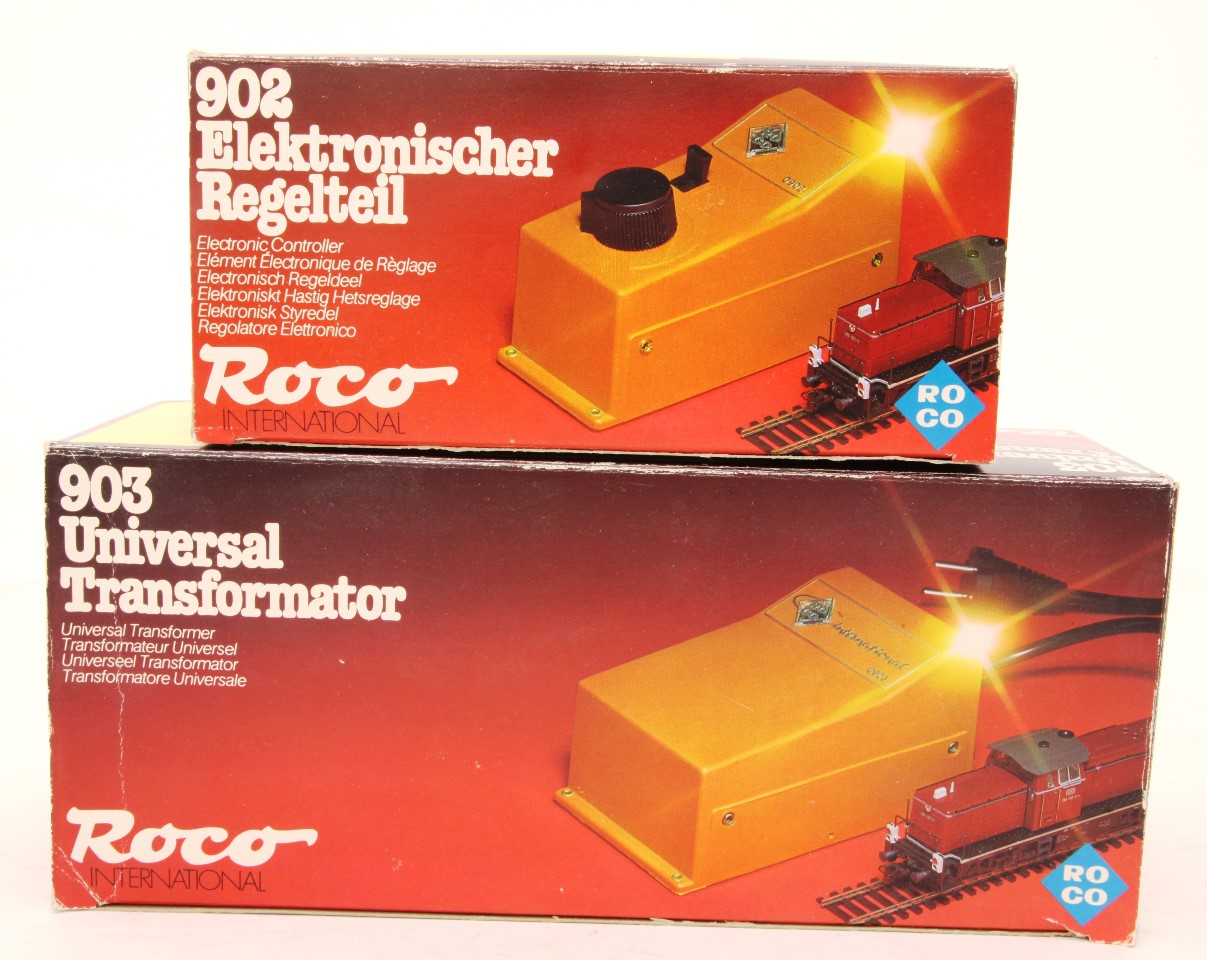 902
Elektronischer
Regelteil
Electronic Controller
Elément Électronique de Règlage
Electronisch Regeldeel
Elektroniskt Hastig Hetsreglage
Elektronisk Styredel
Regolatore Elettronico
Roco
INTERNATIONAL
RO
CO
903
Universal
Transformator
Universal Transformer
Transformateur Universel
Universeel Transformator
Transformatore Universale
international
Roco
INTERNATIONAL
RO
CO